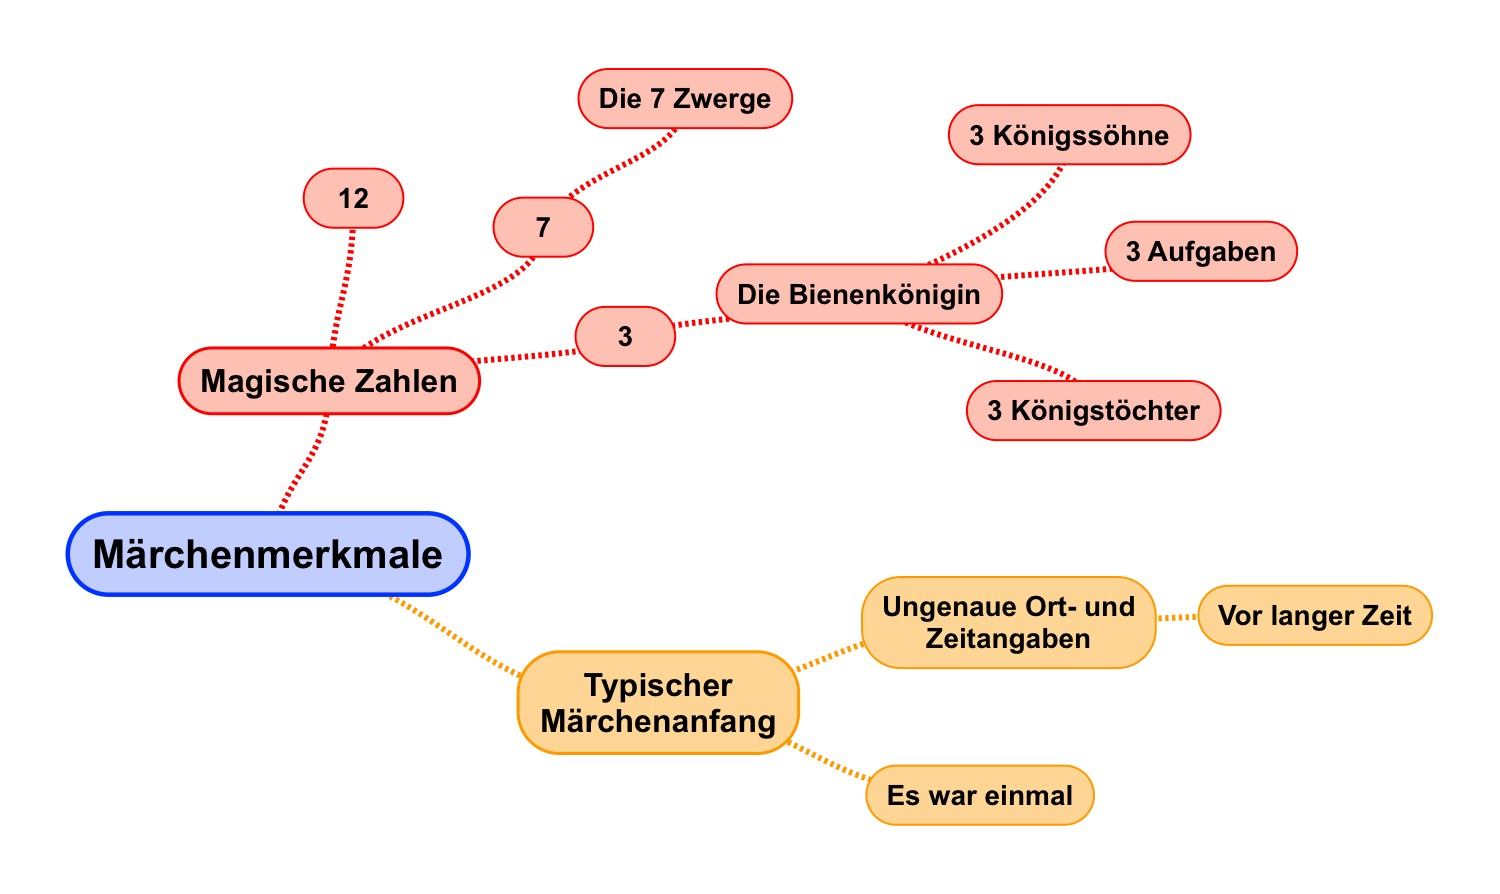 Die 7 Zwerge
3 Königssöhne
12
7
3 Aufgaben
Die Bienenkönigin
3
Magische Zahlen
3 Königstöchter
Märchenmerkmale
Ungenaue Ort- und
Zeitangaben
Vor langer Zeit
Typischer
Märchenanfang
Es war einmal